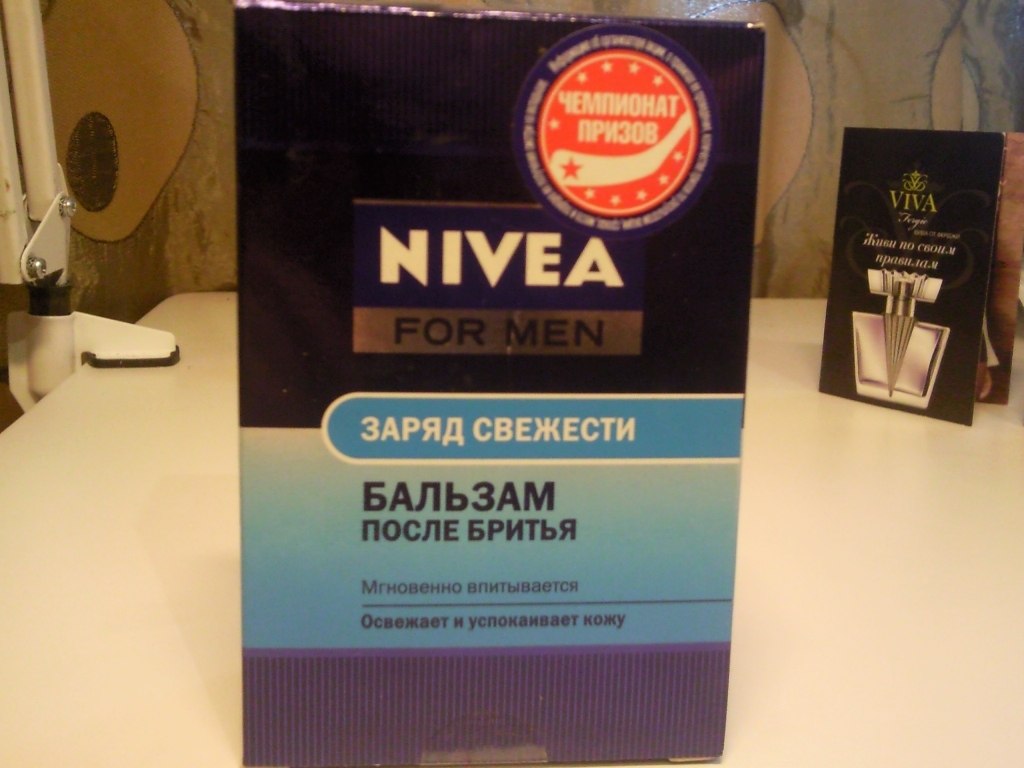 ЧЕМПИОНАТ
ПРИЗОВ
NIVEA
FOR MEN
ЗАРЯД СВЕЖЕСТИ
БАЛЬЗАМ
ПОСЛЕ БРИТЬЯ
Мгновенно впитывается
Освежает и успокаивает кожу
VIVA
Fergie
Живи по своим
правилам